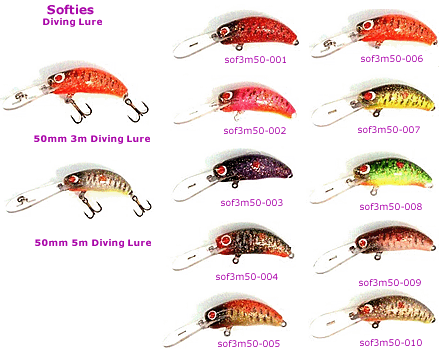 Softies
Diving Lure
50mm 3m Diving Lure
50mm 5m Diving Lure
sof3m50-001
sof3m50-002
sof3m50-003
sof3m50-004
sof3m50-005
sof3m50-006
sof3m50-007
sof3m50-008
sof3m50-009
sof3m50-010